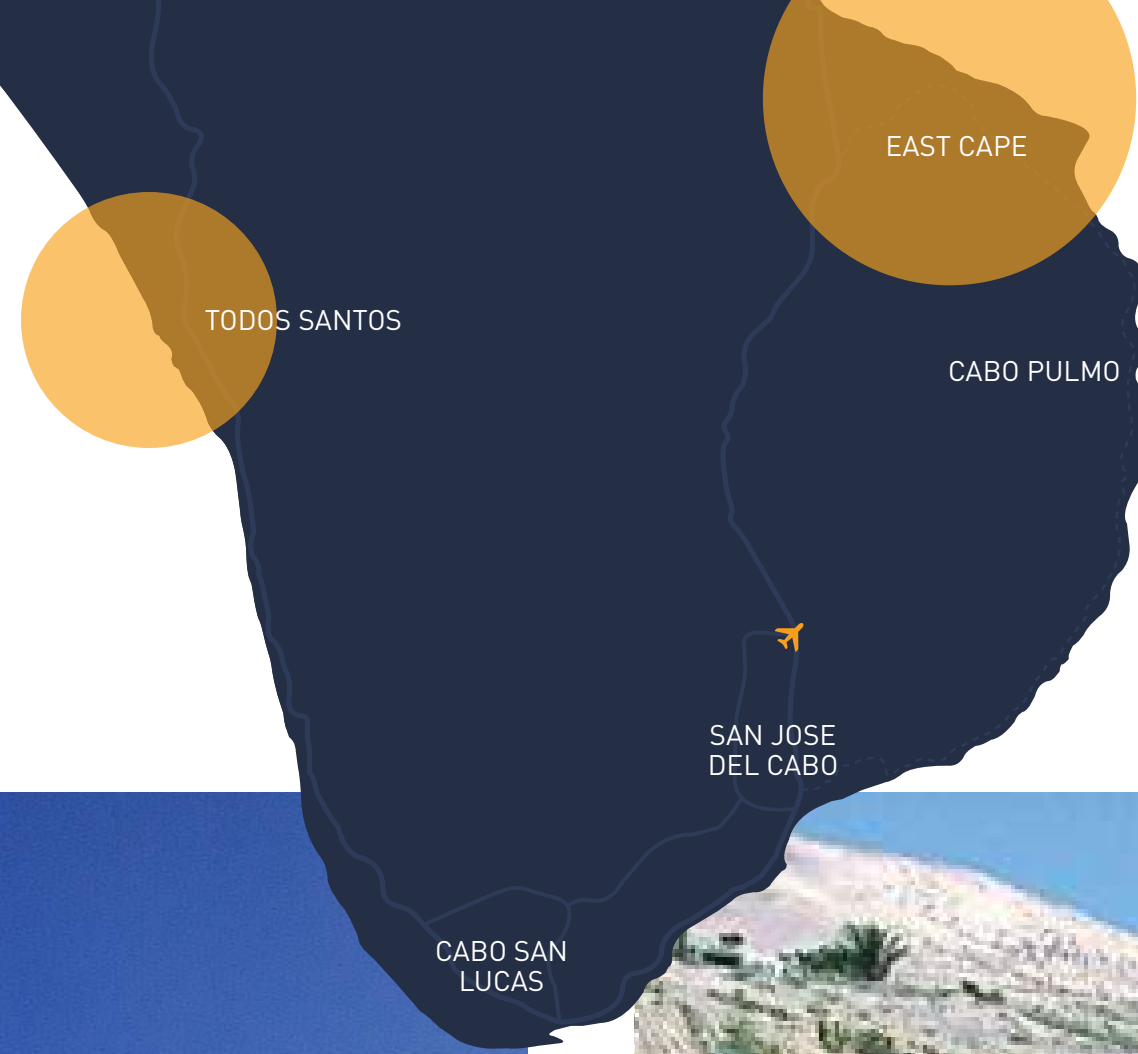 EAST CAPE
TODOS SANTOS
CABO PULMO
SAN JOSE
DEL CABO
CABO SAN
LUCAS